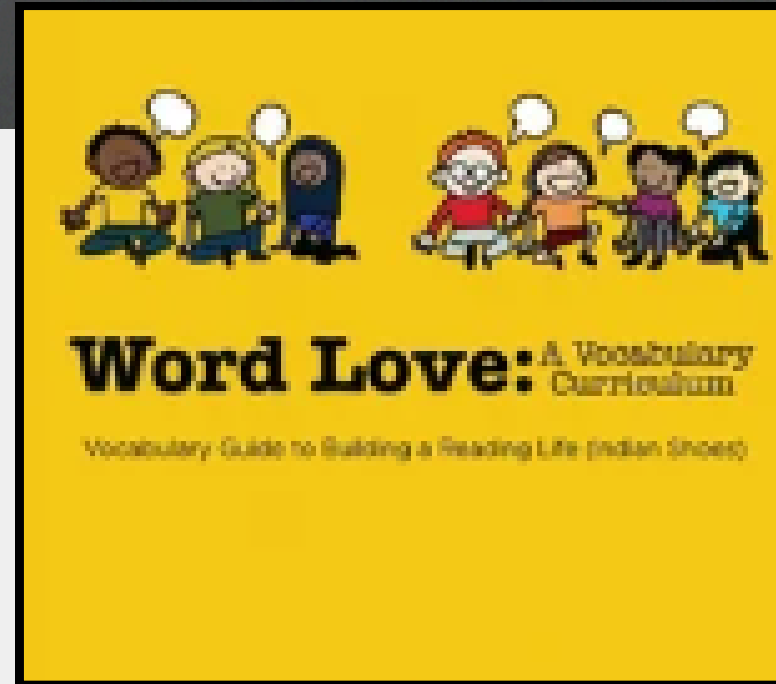 Word Love: A Vocabulary
Curriculum
Vocabulary Guide to Building a Reading Life (Indian Shoes)